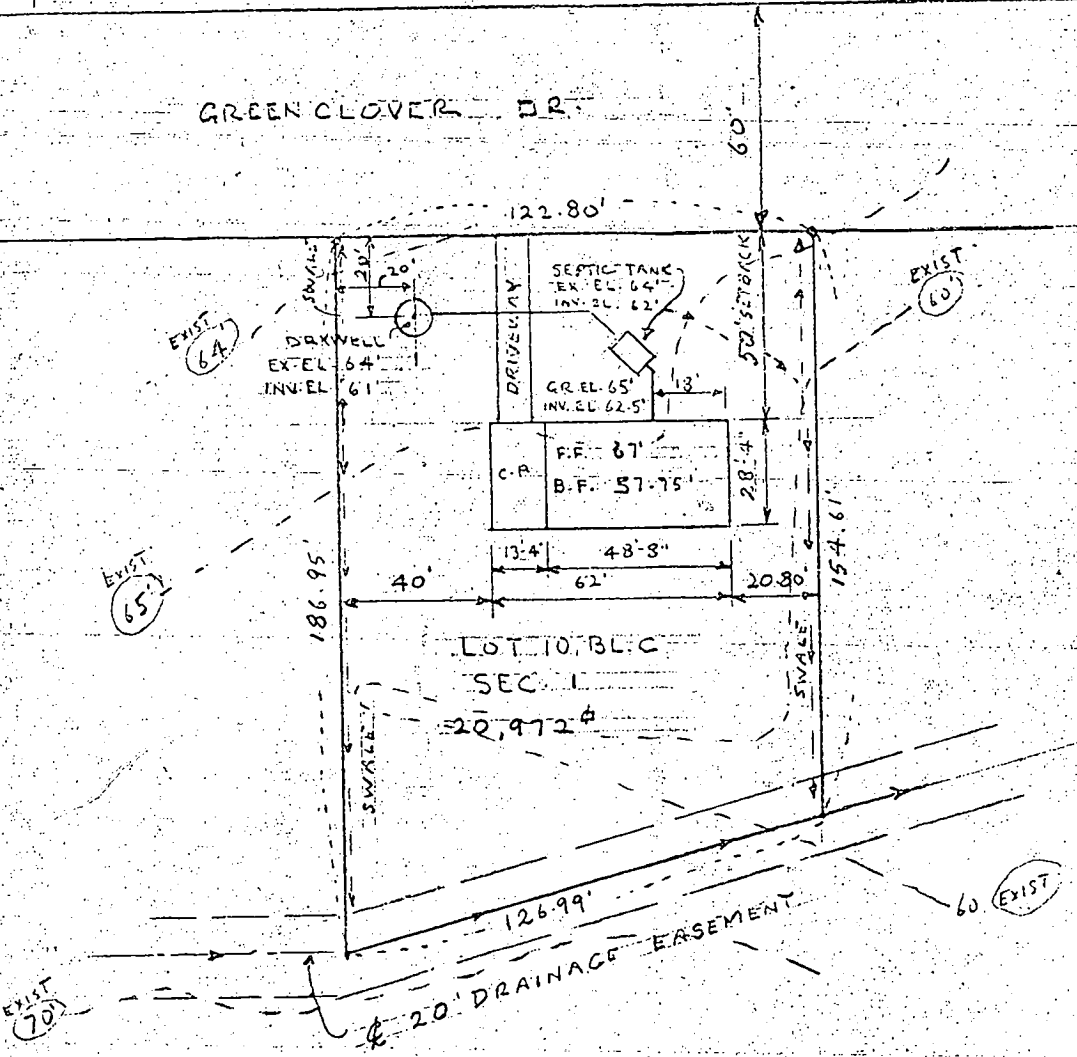 GREEN CLOVER DR.
60'
122.80'
SWALE
20'
20'
SEPTIC TANK
EX. EL. 64'
INV. EL. 62'
50' SETBACK
EXIST
60'
EXIST
64'
DRYWELL
EX. EL. 64'
INV. EL. 61'
DRIVEWAY
GR. EL. 65'
INV. EL. 62.5'
18'
F.F. 67'
B.F. 57.75'
C.P.
28'-4"
13'-4"
48'-8"
EXIST
65'
186.95'
40'
62'
20.80'
154.61'
LOT 10, BL. C
SEC. 1
20,972
SWALE
SWALE
126.99'
60 EXIST
EXIST
70'
℄ 20' DRAINAGE EASEMENT